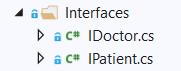 Interfaces
C# IDoctor.cs
C# IPatient.cs